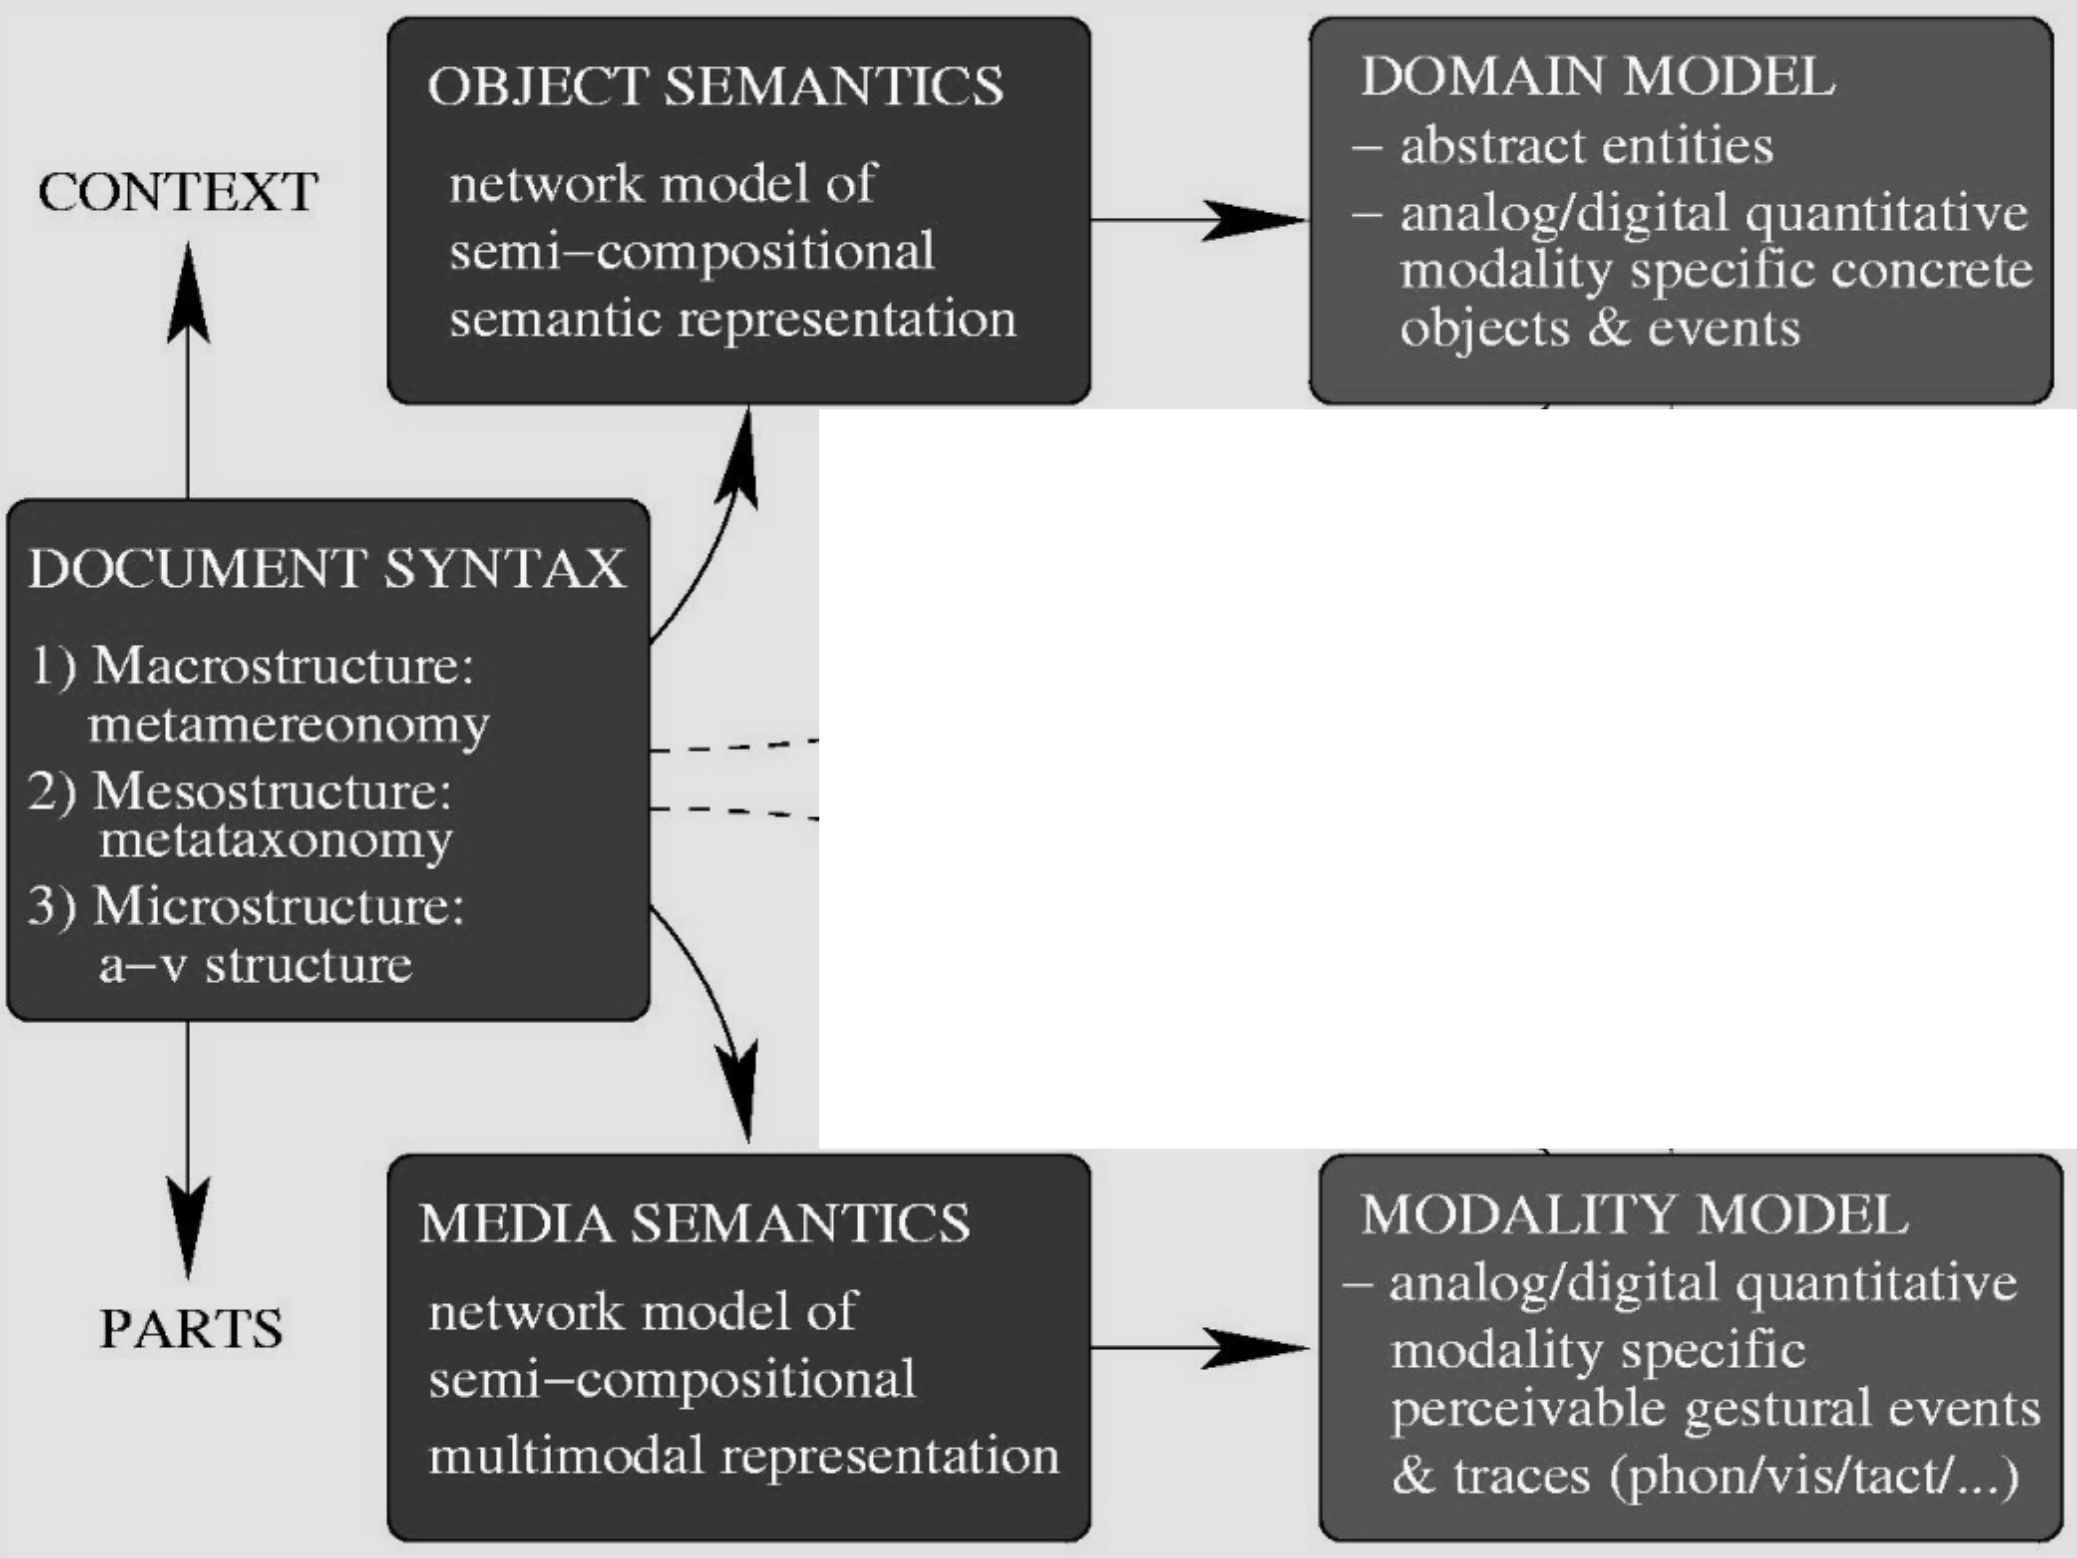 OBJECT SEMANTICS
network model of
semi–compositional
semantic representation
DOMAIN MODEL
– abstract entities
– analog/digital quantitative
modality specific concrete
objects & events
CONTEXT
DOCUMENT SYNTAX
1) Macrostructure:
metamereonomy
2) Mesostructure:
metataxonomy
3) Microstructure:
a–v structure
PARTS
MEDIA SEMANTICS
network model of
semi–compositional
multimodal representation
MODALITY MODEL
– analog/digital quantitative
modality specific
perceivable gestural events
& traces (phon/vis/tact/...)